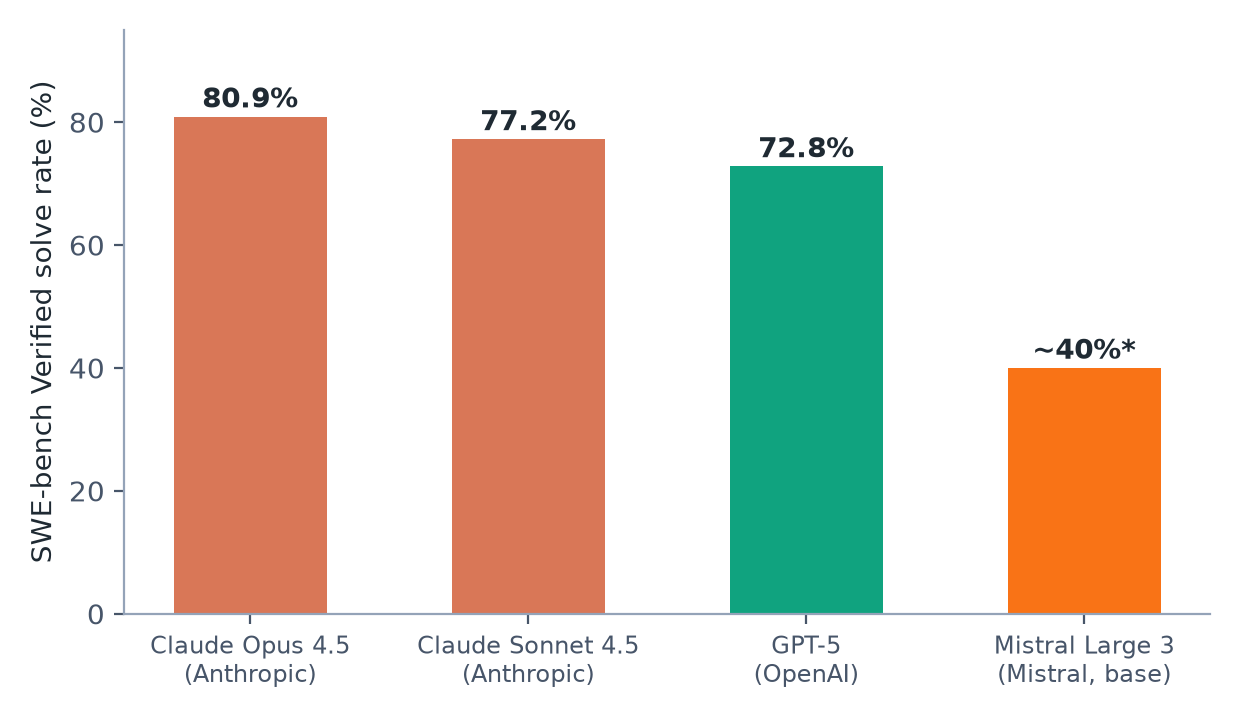 SWE-bench Verified solve rate (%)
80
60
40
20
0
80.9%
77.2%
72.8%
~40%*
Claude Opus 4.5
(Anthropic)
Claude Sonnet 4.5
(Anthropic)
GPT-5
(OpenAI)
Mistral Large 3
(Mistral, base)